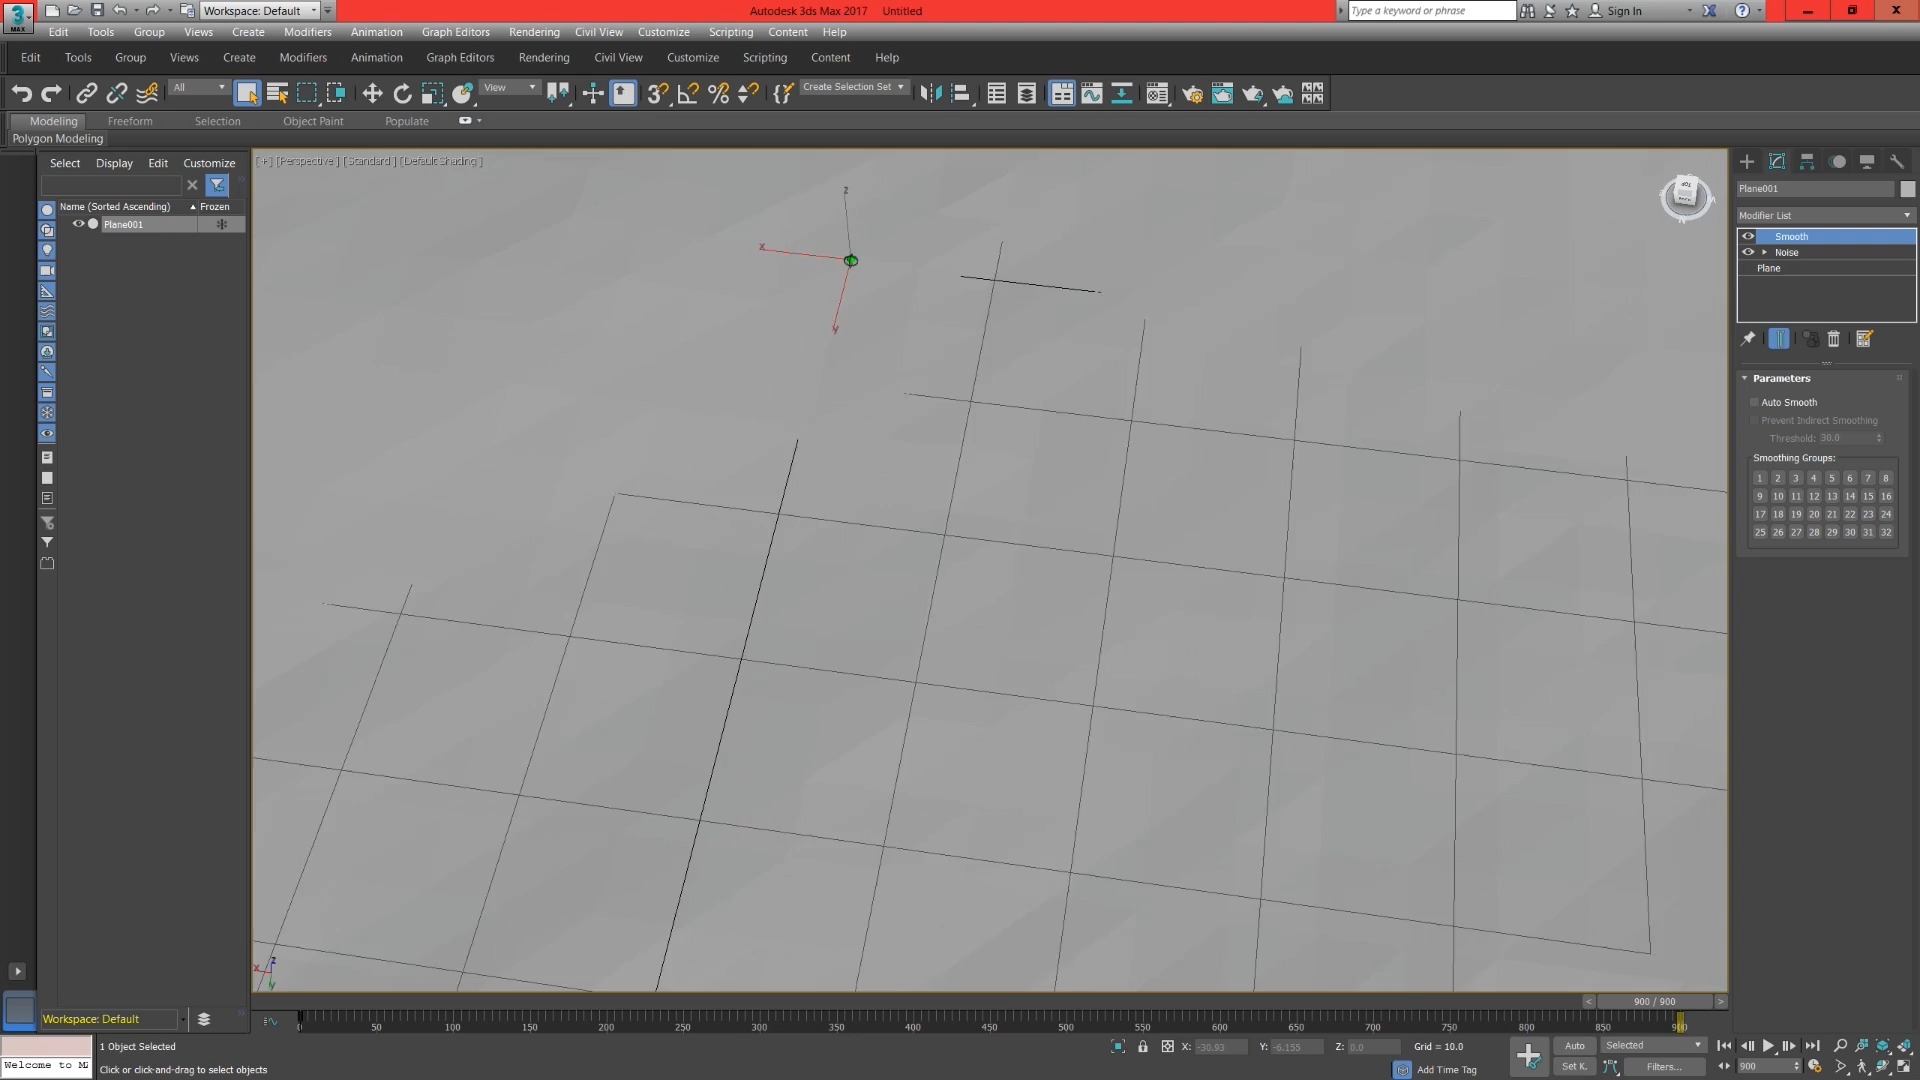 Workspace: Default
Autodesk 3ds Max 2017 Untitled
Type a keyword or phrase
Sign In
3
MAX
Edit Tools Group Views Create Modifiers Animation Graph Editors Rendering Civil View Customize Scripting Content Help
Edit Tools Group Views Create Modifiers Animation Graph Editors Rendering Civil View Customize Scripting Content Help
All
View
Create Selection Set
Modeling Freeform Selection Object Paint Populate
Polygon Modeling
Select Display Edit Customize
Name (Sorted Ascending) Frozen
Plane001
[+] [Perspective] [Standard] [Default Shading]
z
x
y
TOP
Plane001
Modifier List
Smooth
Noise
Plane
Parameters
Auto Smooth
Prevent Indirect Smoothing
Threshold: 30.0
Smoothing Groups:
1 2 3 4 5 6 7 8
9 10 11 12 13 14 15 16
17 18 19 20 21 22 23 24
25 26 27 28 29 30 31 32
z
x
y
< 900 / 900 >
Workspace: Default
0 50 100 150 200 250 300 350 400 450 500 550 600 650 700 750 800 850 900
1 Object Selected
X: -30.93 Y: -6.155 Z: 0.0 Grid = 10.0
Auto Selected
Welcome to M
Click or click-and-drag to select objects
Add Time Tag
Set K. Filters...
900